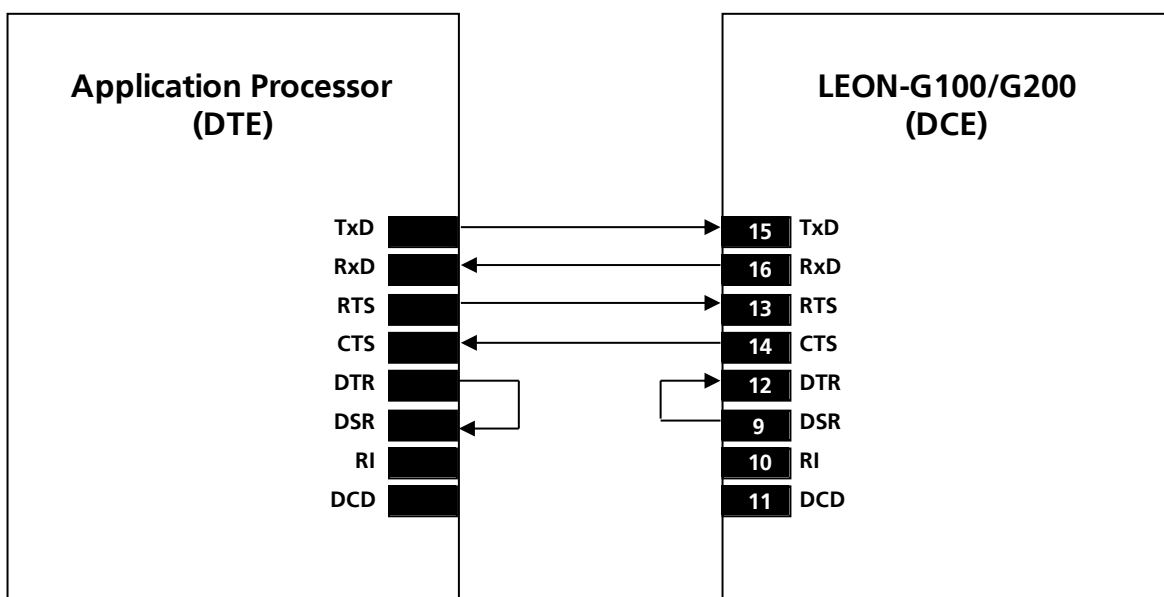 Application Processor
(DTE)
LEON-G100/G200
(DCE)
TxD 15 TxD
RxD 16 RxD
RTS 13 RTS
CTS 14 CTS
DTR 12 DTR
DSR 9 DSR
RI 10 RI
DCD 11 DCD